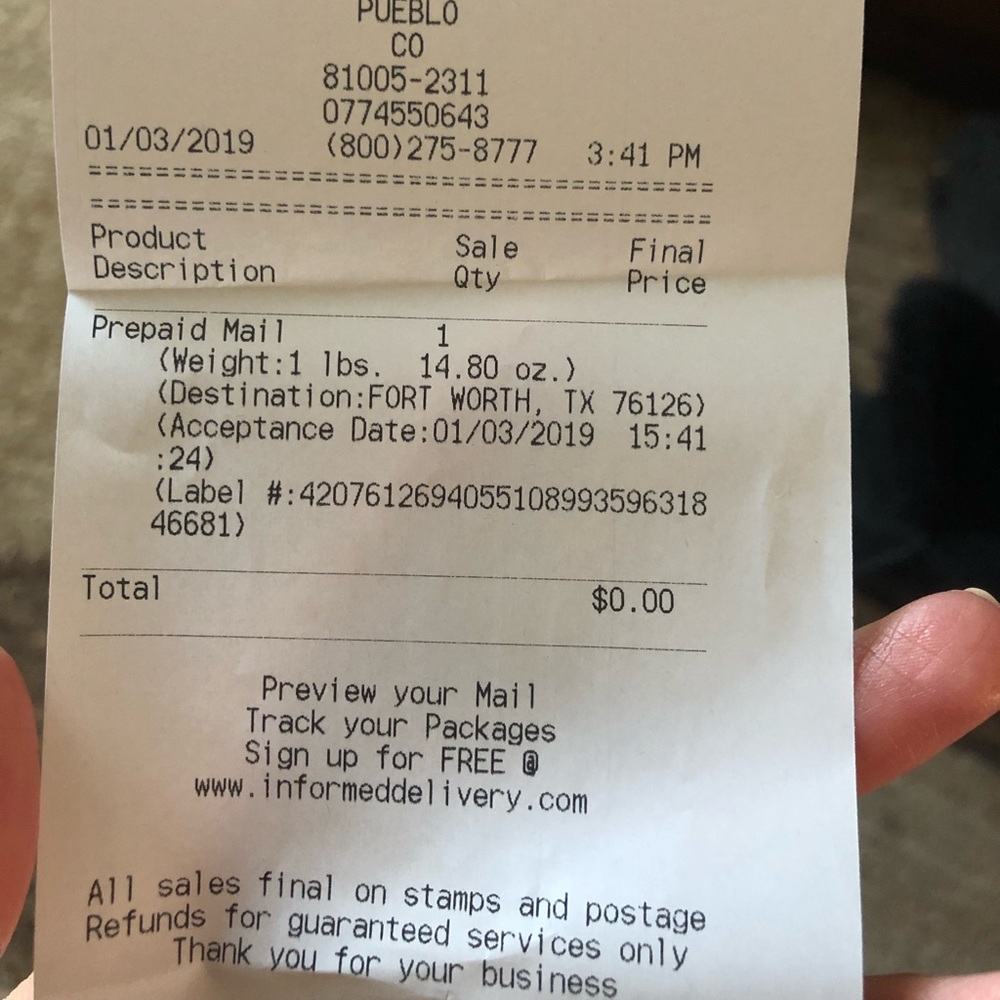 PUEBLO
CO
81005-2311
0774550643
01/03/2019 (800)275-8777 3:41 PM
=====================================
=====================================
Product Sale Final
Description Qty Price
Prepaid Mail 1
(Weight:1 lbs. 14.80 oz.)
(Destination:FORT WORTH, TX 76126)
(Acceptance Date:01/03/2019 15:41
:24)
(Label #:4207612694055108993596318
46681)
Total $0.00
Preview your Mail
Track your Packages
Sign up for FREE @
www.informeddelivery.com
All sales final on stamps and postage
Refunds for guaranteed services only
Thank you for your business